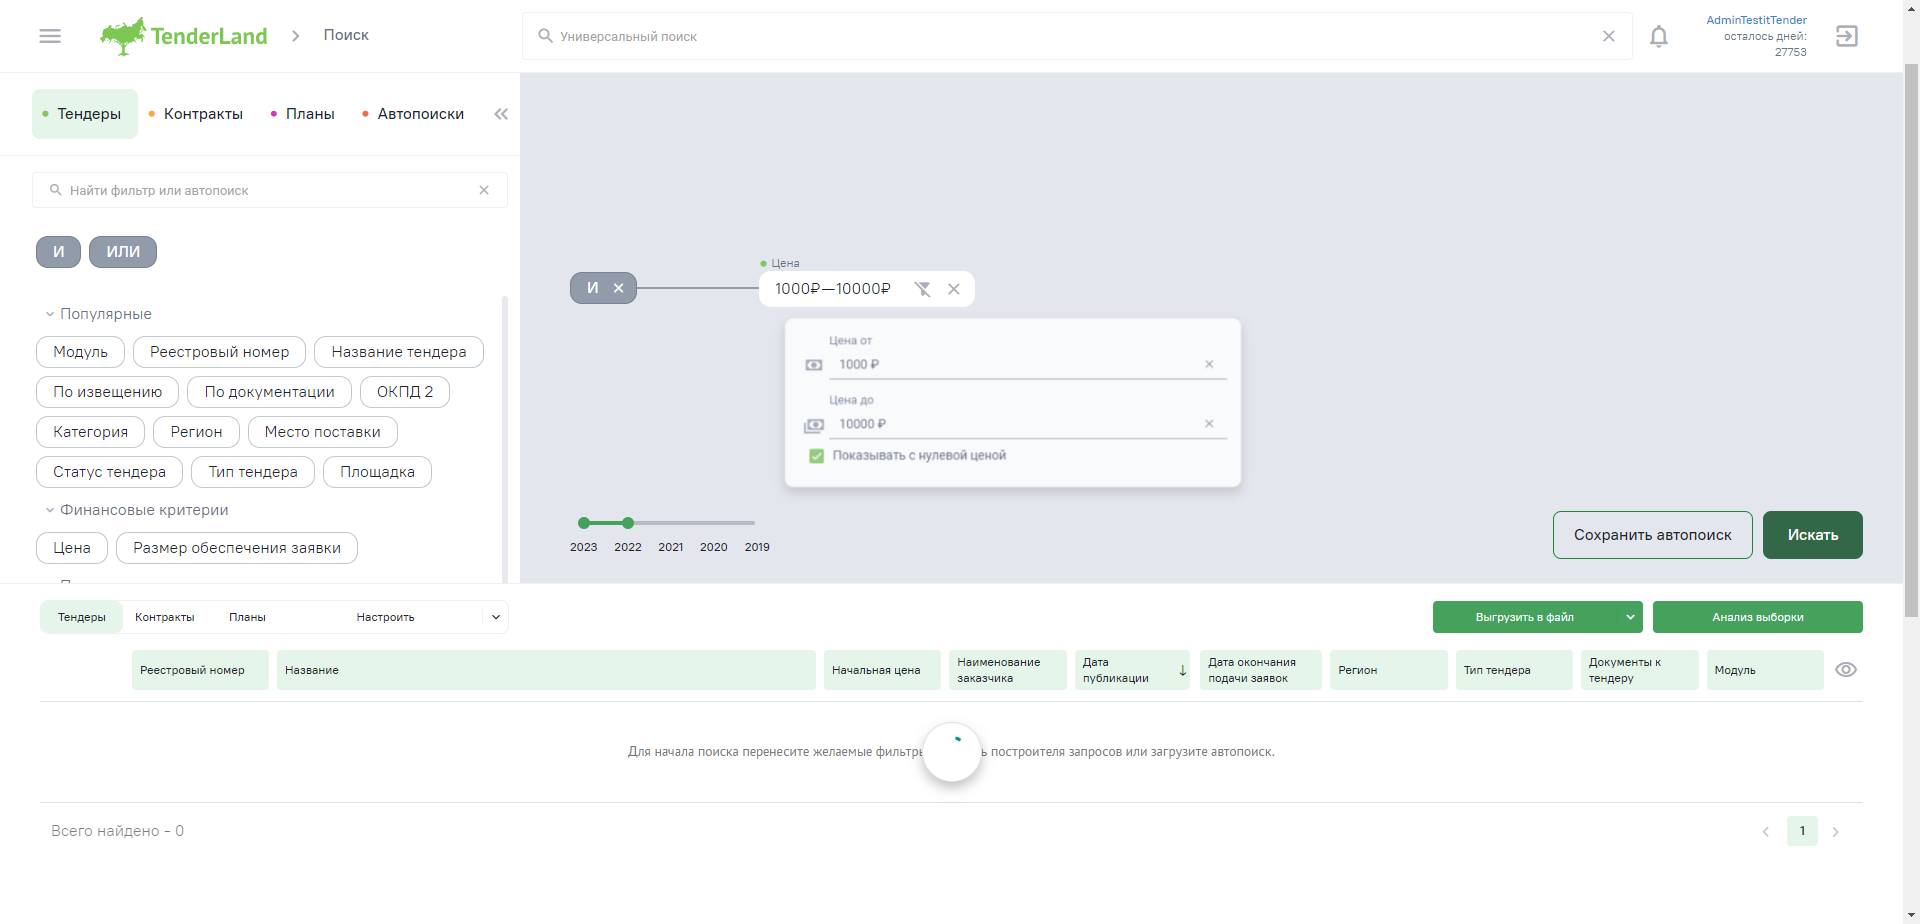 TenderLand
Поиск
Универсальный поиск
AdminTestitTender
осталось дней:
27753
Тендеры
Контракты
Планы
Автопоиски
Найти фильтр или автопоиск
И
ИЛИ
Популярные
Модуль
Реестровый номер
Название тендера
По извещению
По документации
ОКПД 2
Категория
Регион
Место поставки
Статус тендера
Тип тендера
Площадка
Финансовые критерии
Цена
Размер обеспечения заявки
Цена
И
1000₽—10000₽
Цена от
1000 ₽
Цена до
10000 ₽
Показывать с нулевой ценой
2023
2022
2021
2020
2019
Сохранить автопоиск
Искать
Тендеры
Контракты
Планы
Настроить
Выгрузить в файл
Анализ выборки
Реестровый номер
Название
Начальная цена
Наименование
заказчика
Дата
публикации
Дата окончания
подачи заявок
Регион
Тип тендера
Документы к
тендеру
Модуль
Для начала поиска перенесите желаемые построителя запросов или загрузите автопоиск.
Всего найдено - 0
1